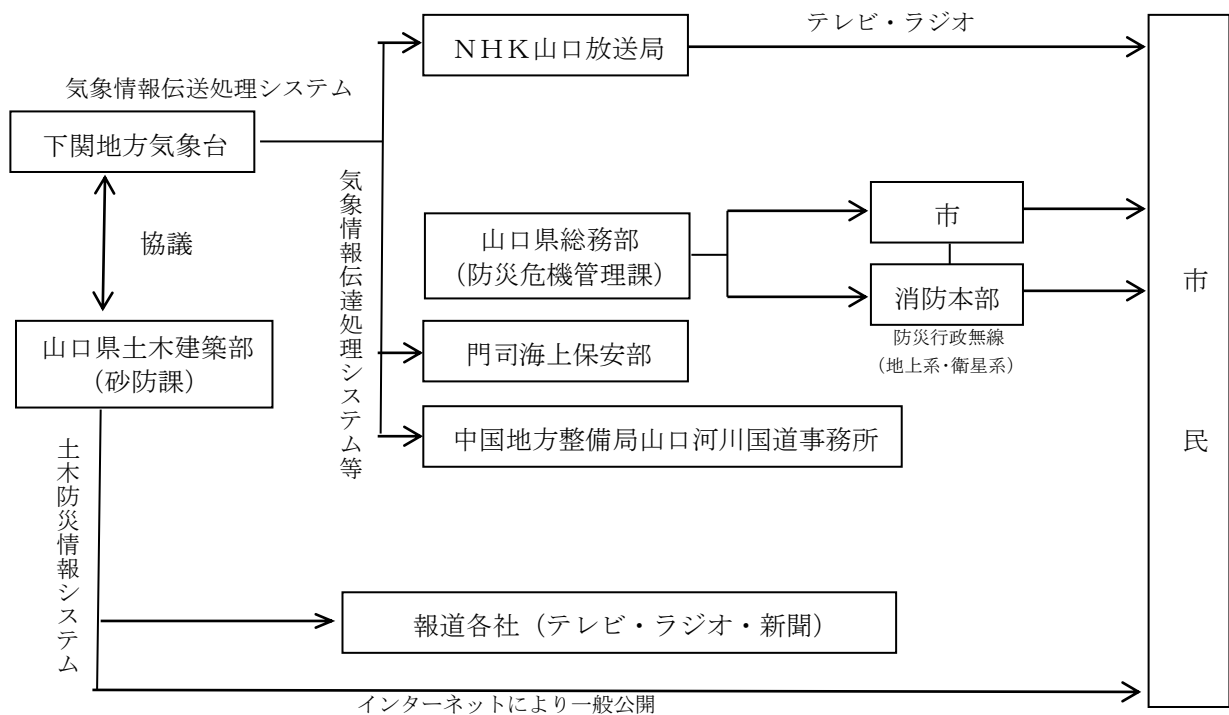 テレビ・ラジオ
ＮＨＫ山口放送局
気象情報伝送処理システム
下関地方気象台
気象情報伝達処理システム等
協議
山口県総務部
（防災危機管理課）
市
消防本部
防災行政無線
（地上系・衛星系）
市民
山口県土木建築部
（砂防課）
門司海上保安部
中国地方整備局山口河川国道事務所
土木防災情報システム
報道各社（テレビ・ラジオ・新聞）
インターネットにより一般公開